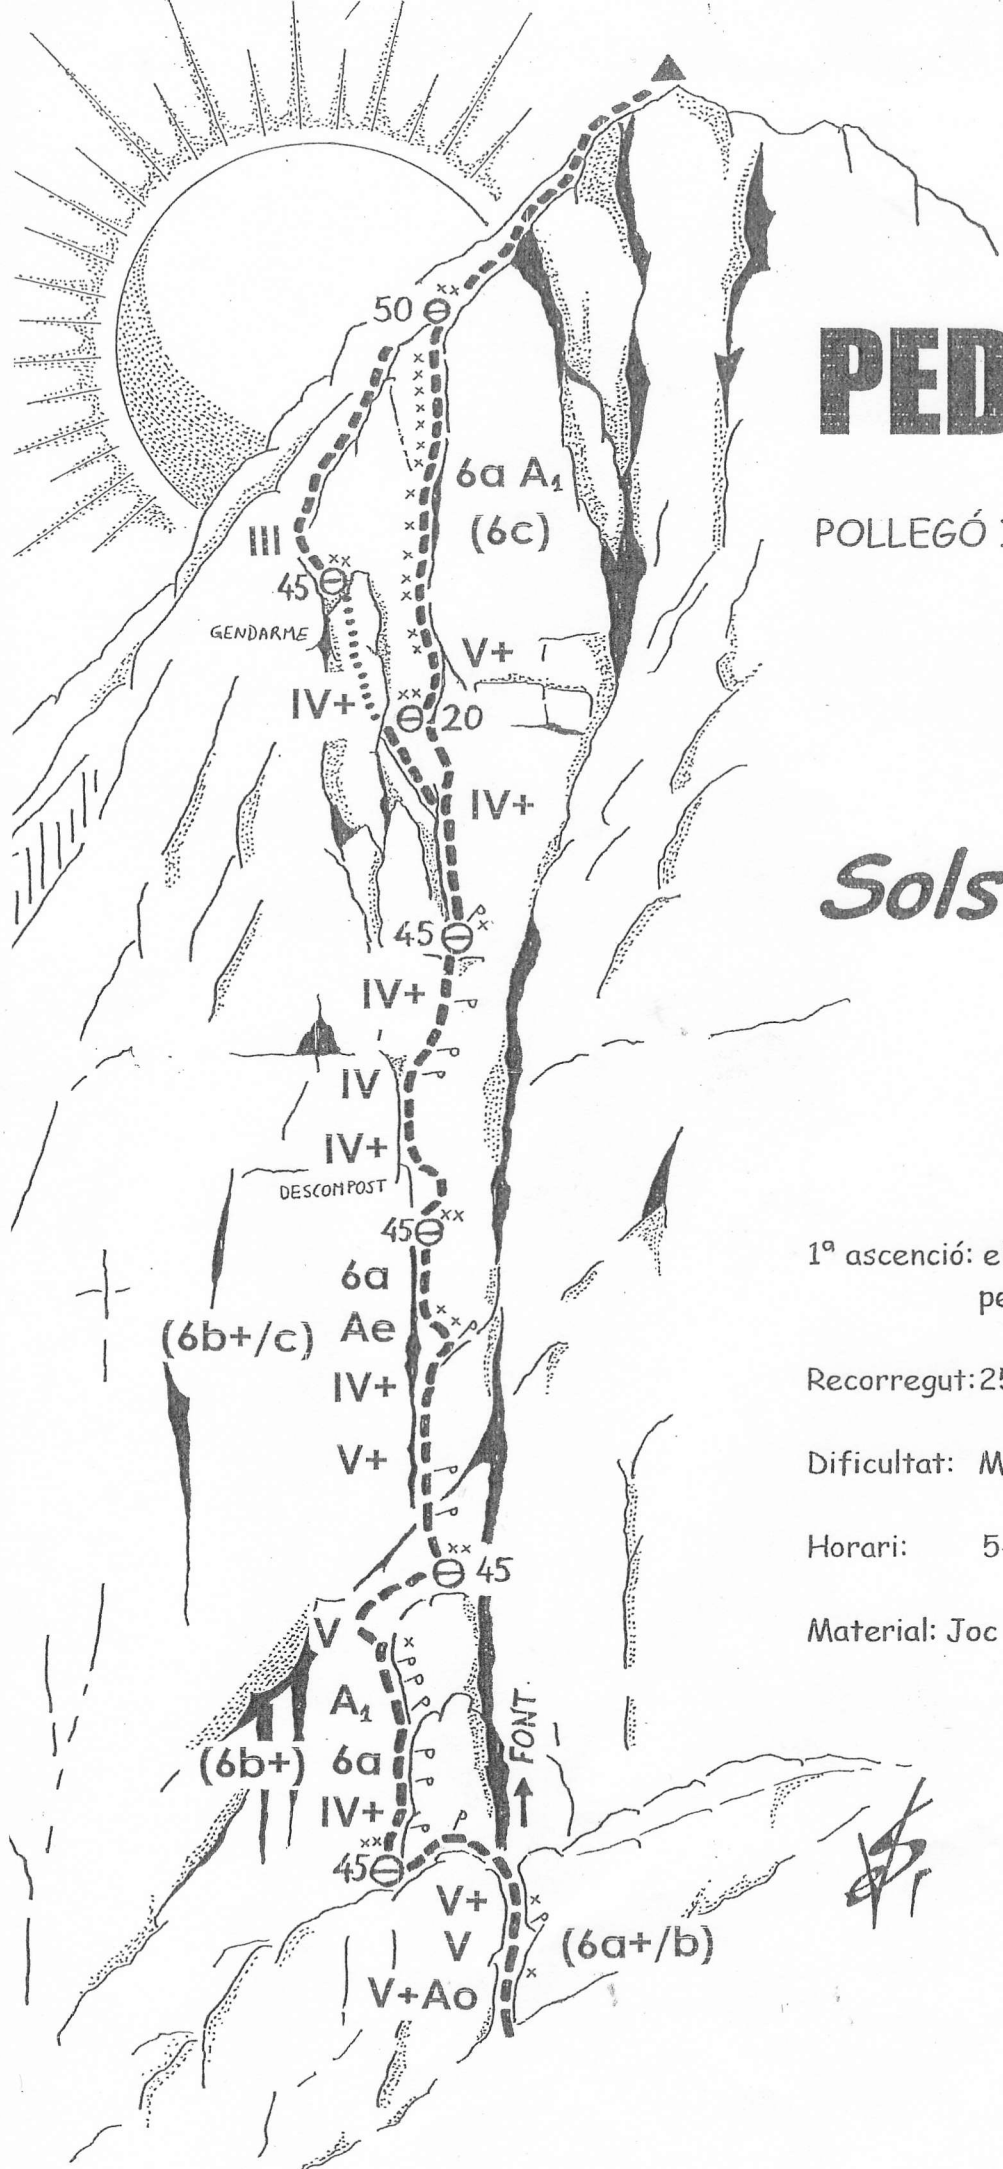 50
PED
6a A₁
(6c)
III
POLLEGÓ
45
GENDARME
V+
IV+
20
IV+
Sols
45
IV+
IV
IV+
DESCOMPOST
45
1ª ascenció: e
pe
6a
(6b+/c) Ae
IV+
Recorregut: 25
V+
Dificultat: M
Horari: 5
45
V
Material: Joc
A₁
FONT
(6b+) 6a
IV+
45
V+
V
(6a+/b)
V+Ao